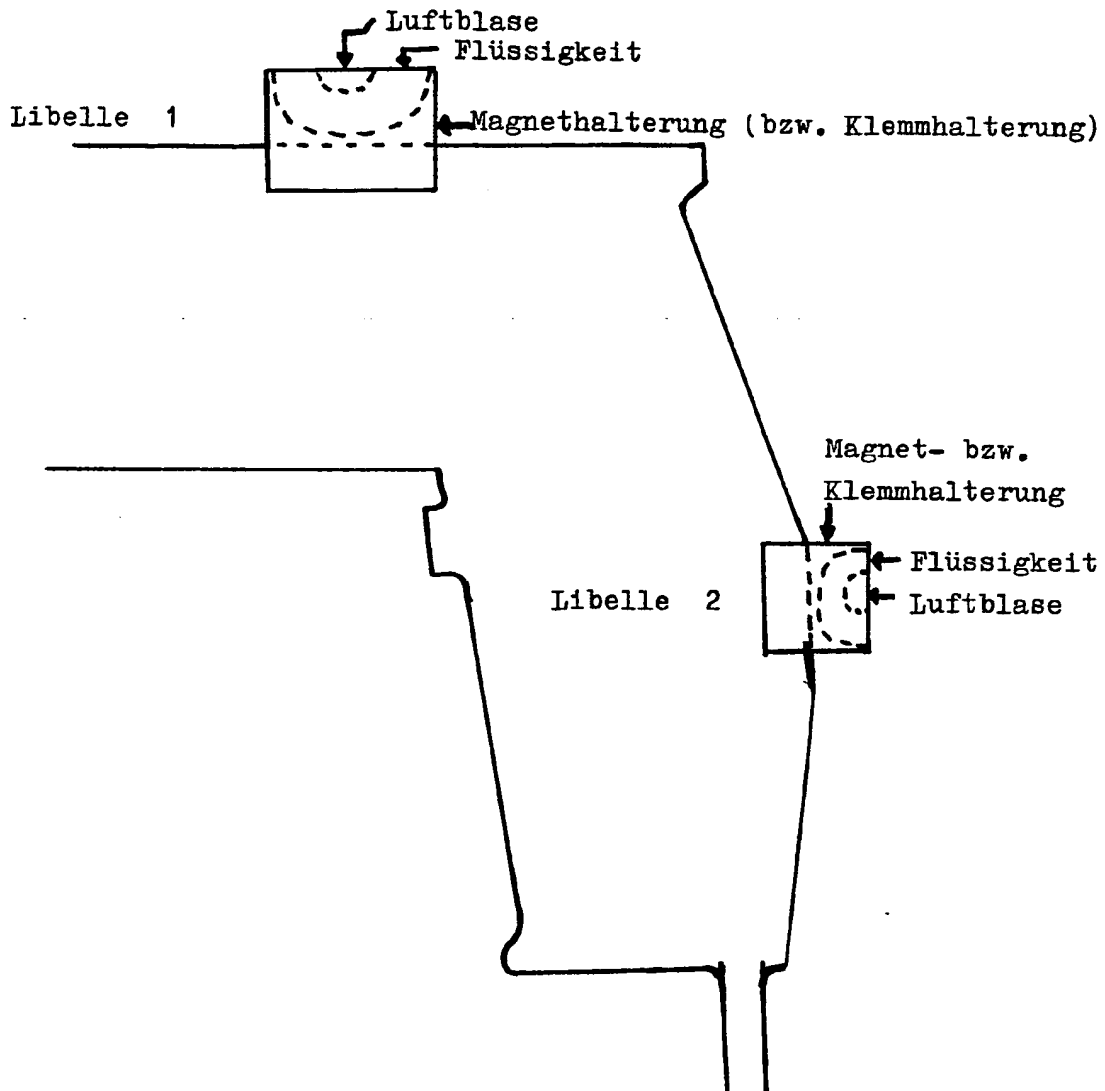 Luftblase
Flüssigkeit
Libelle 1
Magnethalterung (bzw. Klemmhalterung)
Magnet- bzw.
Klemmhalterung
Flüssigkeit
Libelle 2
Luftblase